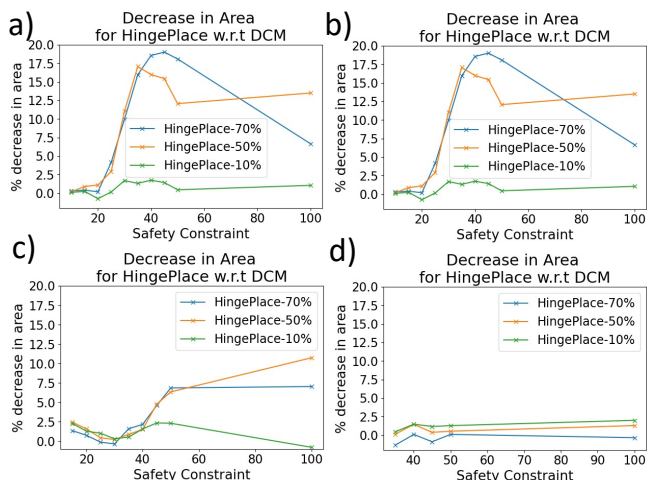 a)
Decrease in Area
for HingePlace w.r.t DCM
% decrease in area
20.0
17.5
15.0
12.5
10.0
7.5
5.0
2.5
0.0
HingePlace-70%
HingePlace-50%
HingePlace-10%
20 40 60 80 100
Safety Constraint
b)
Decrease in Area
for HingePlace w.r.t DCM
% decrease in area
20.0
17.5
15.0
12.5
10.0
7.5
5.0
2.5
0.0
HingePlace-70%
HingePlace-50%
HingePlace-10%
20 40 60 80 100
Safety Constraint
c)
Decrease in Area
for HingePlace w.r.t DCM
% decrease in area
20.0
17.5
15.0
12.5
10.0
7.5
5.0
2.5
0.0
HingePlace-70%
HingePlace-50%
HingePlace-10%
20 40 60 80 100
Safety Constraint
d)
Decrease in Area
for HingePlace w.r.t DCM
% decrease in area
20.0
17.5
15.0
12.5
10.0
7.5
5.0
2.5
0.0
HingePlace-70%
HingePlace-50%
HingePlace-10%
40 50 60 70 80 90 100
Safety Constraint